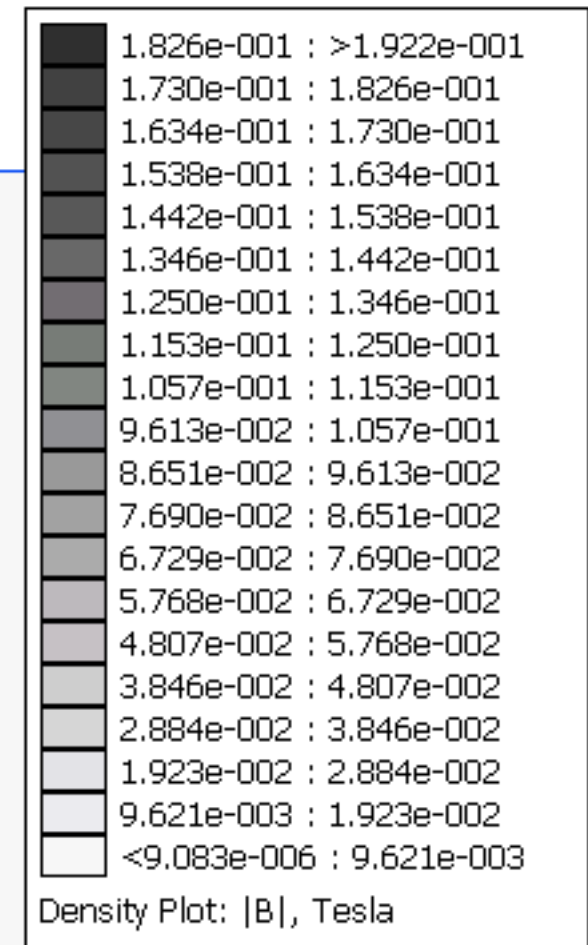 1.826e-001 : >1.922e-001
1.730e-001 : 1.826e-001
1.634e-001 : 1.730e-001
1.538e-001 : 1.634e-001
1.442e-001 : 1.538e-001
1.346e-001 : 1.442e-001
1.250e-001 : 1.346e-001
1.153e-001 : 1.250e-001
1.057e-001 : 1.153e-001
9.613e-002 : 1.057e-001
8.651e-002 : 9.613e-002
7.690e-002 : 8.651e-002
6.729e-002 : 7.690e-002
5.768e-002 : 6.729e-002
4.807e-002 : 5.768e-002
3.846e-002 : 4.807e-002
2.884e-002 : 3.846e-002
1.923e-002 : 2.884e-002
9.621e-003 : 1.923e-002
<9.083e-006 : 9.621e-003
Density Plot: |B|, Tesla